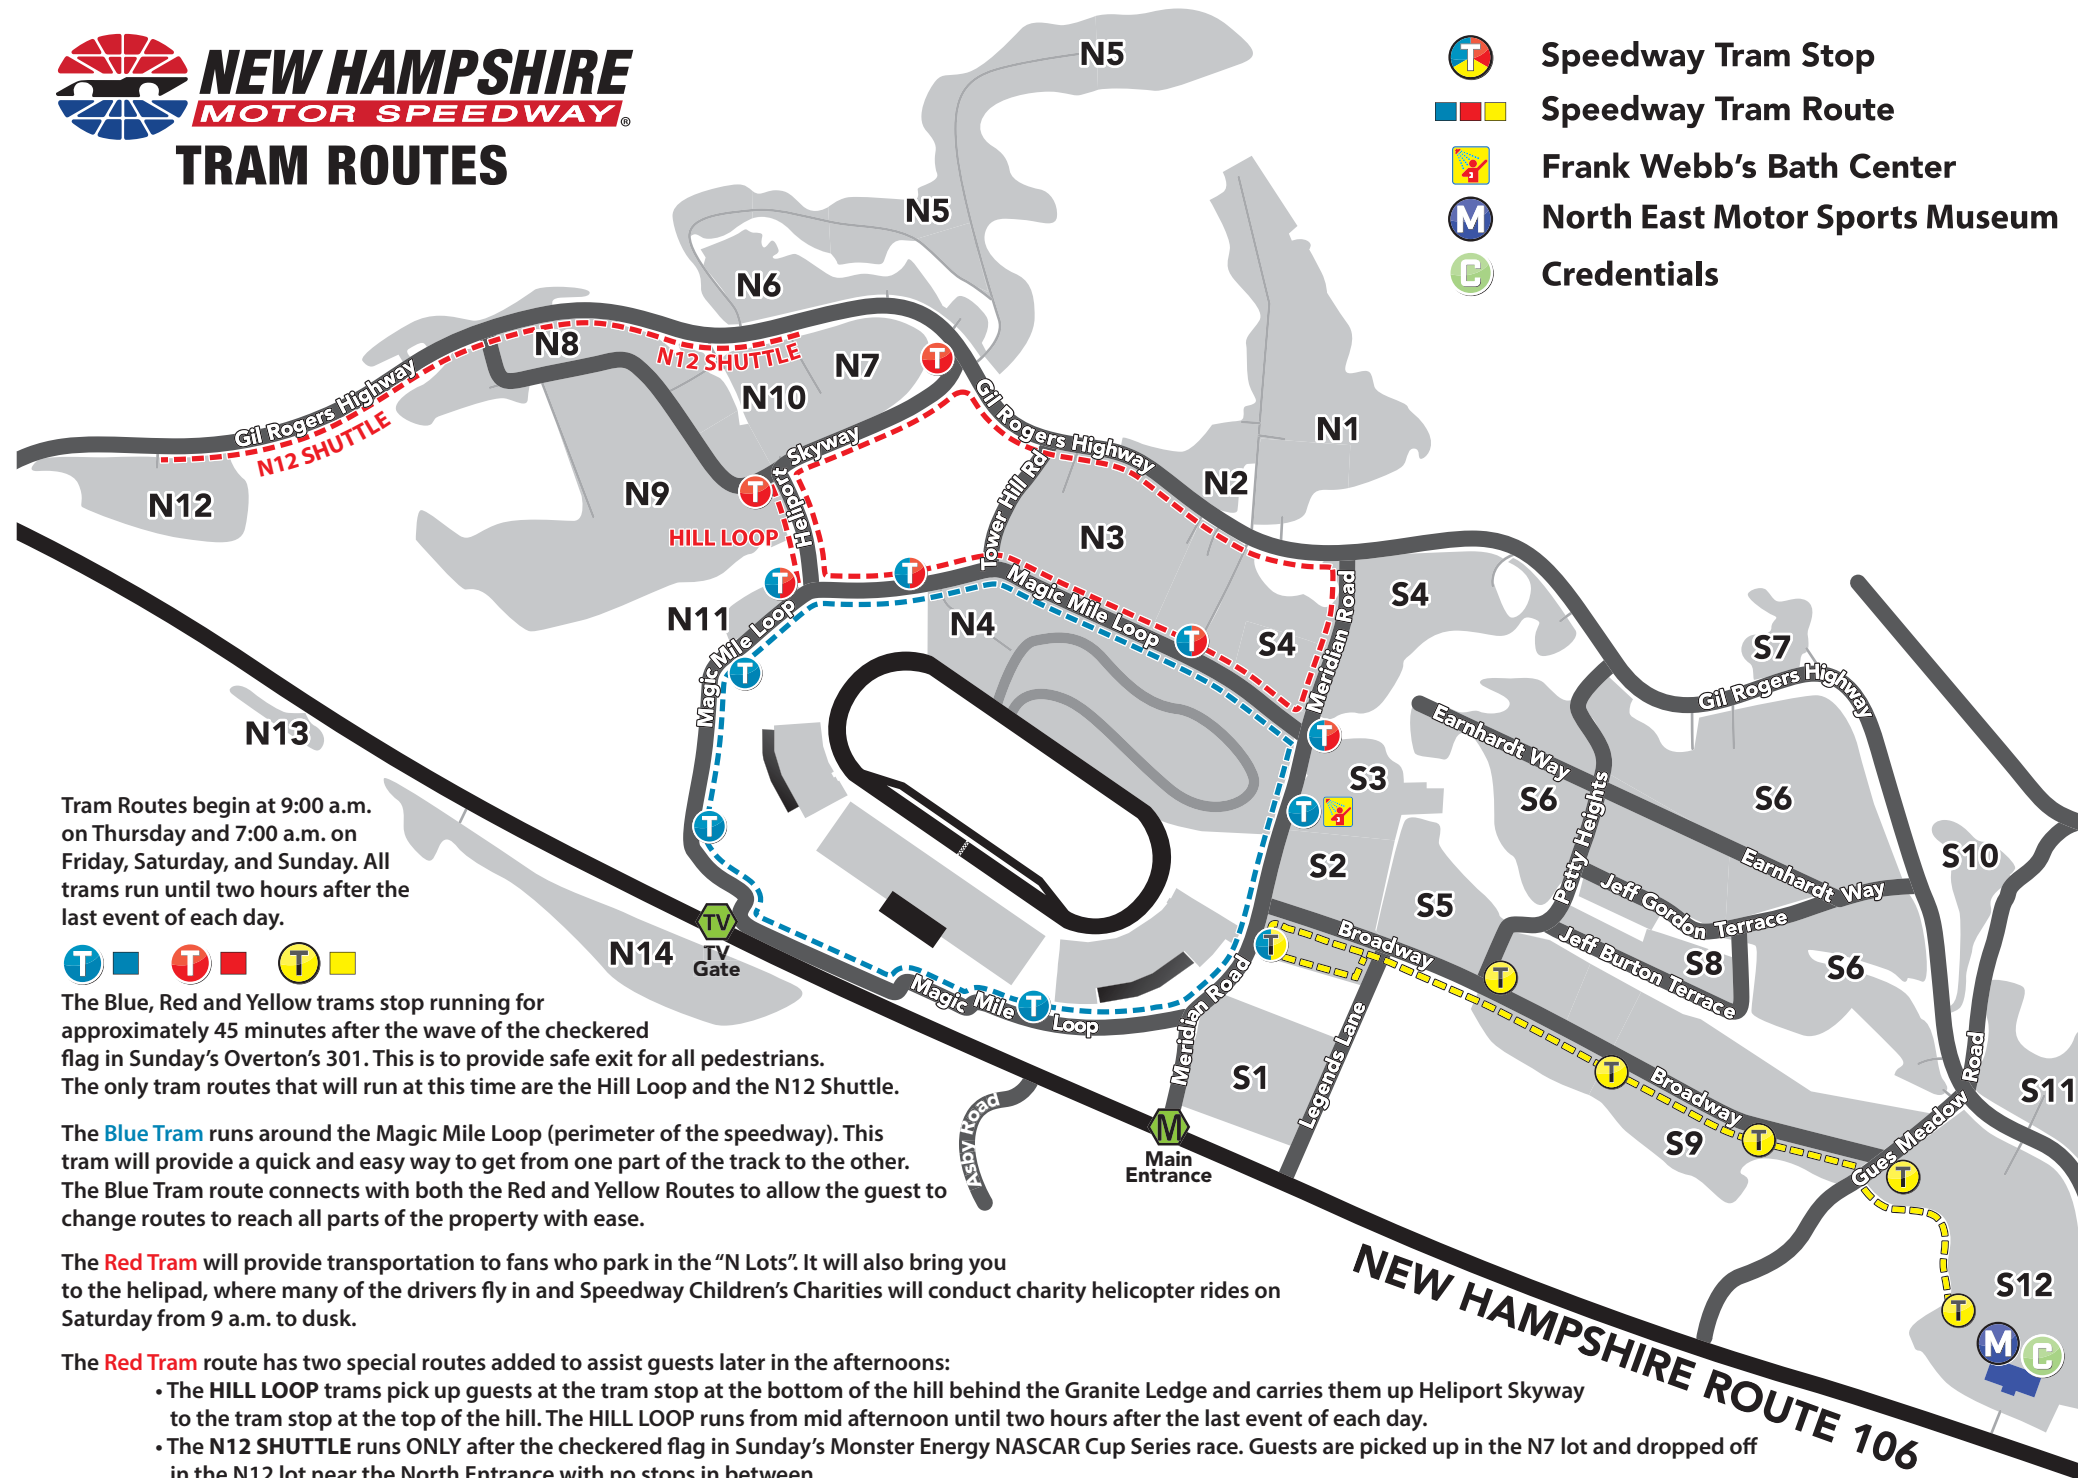 NEW HAMPSHIRE
MOTOR SPEEDWAY®
TRAM ROUTES
T Speedway Tram Stop
Speedway Tram Route
Frank Webb's Bath Center
M North East Motor Sports Museum
C Credentials
N5
N5
N6
N8
N12 SHUTTLE
N7
T
N10
Gil Rogers Highway
N12 SHUTTLE
Gil Rogers Highway
N1
N2
N12
N9
T
Heliport Skyway
HILL LOOP
Tower Hill Rd
N3
T
T
N11
Magic Mile Loop
T
N4
Magic Mile Loop
T
S4
S4
Meridian Road
S7
Gil Rogers Highway
N13
T
T
S3
T
S2
Earnhardt Way
S6
S6
Petty Heights
Earnhardt Way
S10
S5
Jeff Gordon Terrace
Jeff Burton Terrace
S8
S6
Broadway
T
T
N14
TV
TV
Gate
Magic Mile Loop
T
Meridian Road
S1
Legends Lane
T
Broadway
S9
T
T
Gues Meadow Road
S11
Asby Road
M
Main
Entrance
S12
T
M
C
NEW HAMPSHIRE ROUTE 106
Tram Routes begin at 9:00 a.m.
on Thursday and 7:00 a.m. on
Friday, Saturday, and Sunday. All
trams run until two hours after the
last event of each day.
T T T
The Blue, Red and Yellow trams stop running for
approximately 45 minutes after the wave of the checkered
flag in Sunday's Overton's 301. This is to provide safe exit for all pedestrians.
The only tram routes that will run at this time are the Hill Loop and the N12 Shuttle.
The Blue Tram runs around the Magic Mile Loop (perimeter of the speedway). This
tram will provide a quick and easy way to get from one part of the track to the other.
The Blue Tram route connects with both the Red and Yellow Routes to allow the guest to
change routes to reach all parts of the property with ease.
The Red Tram will provide transportation to fans who park in the “N Lots”. It will also bring you
to the helipad, where many of the drivers fly in and Speedway Children's Charities will conduct charity helicopter rides on
Saturday from 9 a.m. to dusk.
The Red Tram route has two special routes added to assist guests later in the afternoons:
• The HILL LOOP trams pick up guests at the tram stop at the bottom of the hill behind the Granite Ledge and carries them up Heliport Skyway
to the tram stop at the top of the hill. The HILL LOOP runs from mid afternoon until two hours after the last event of each day.
• The N12 SHUTTLE runs ONLY after the checkered flag in Sunday's Monster Energy NASCAR Cup Series race. Guests are picked up in the N7 lot and dropped off
in the N12 lot near the North Entrance with no stops in between.